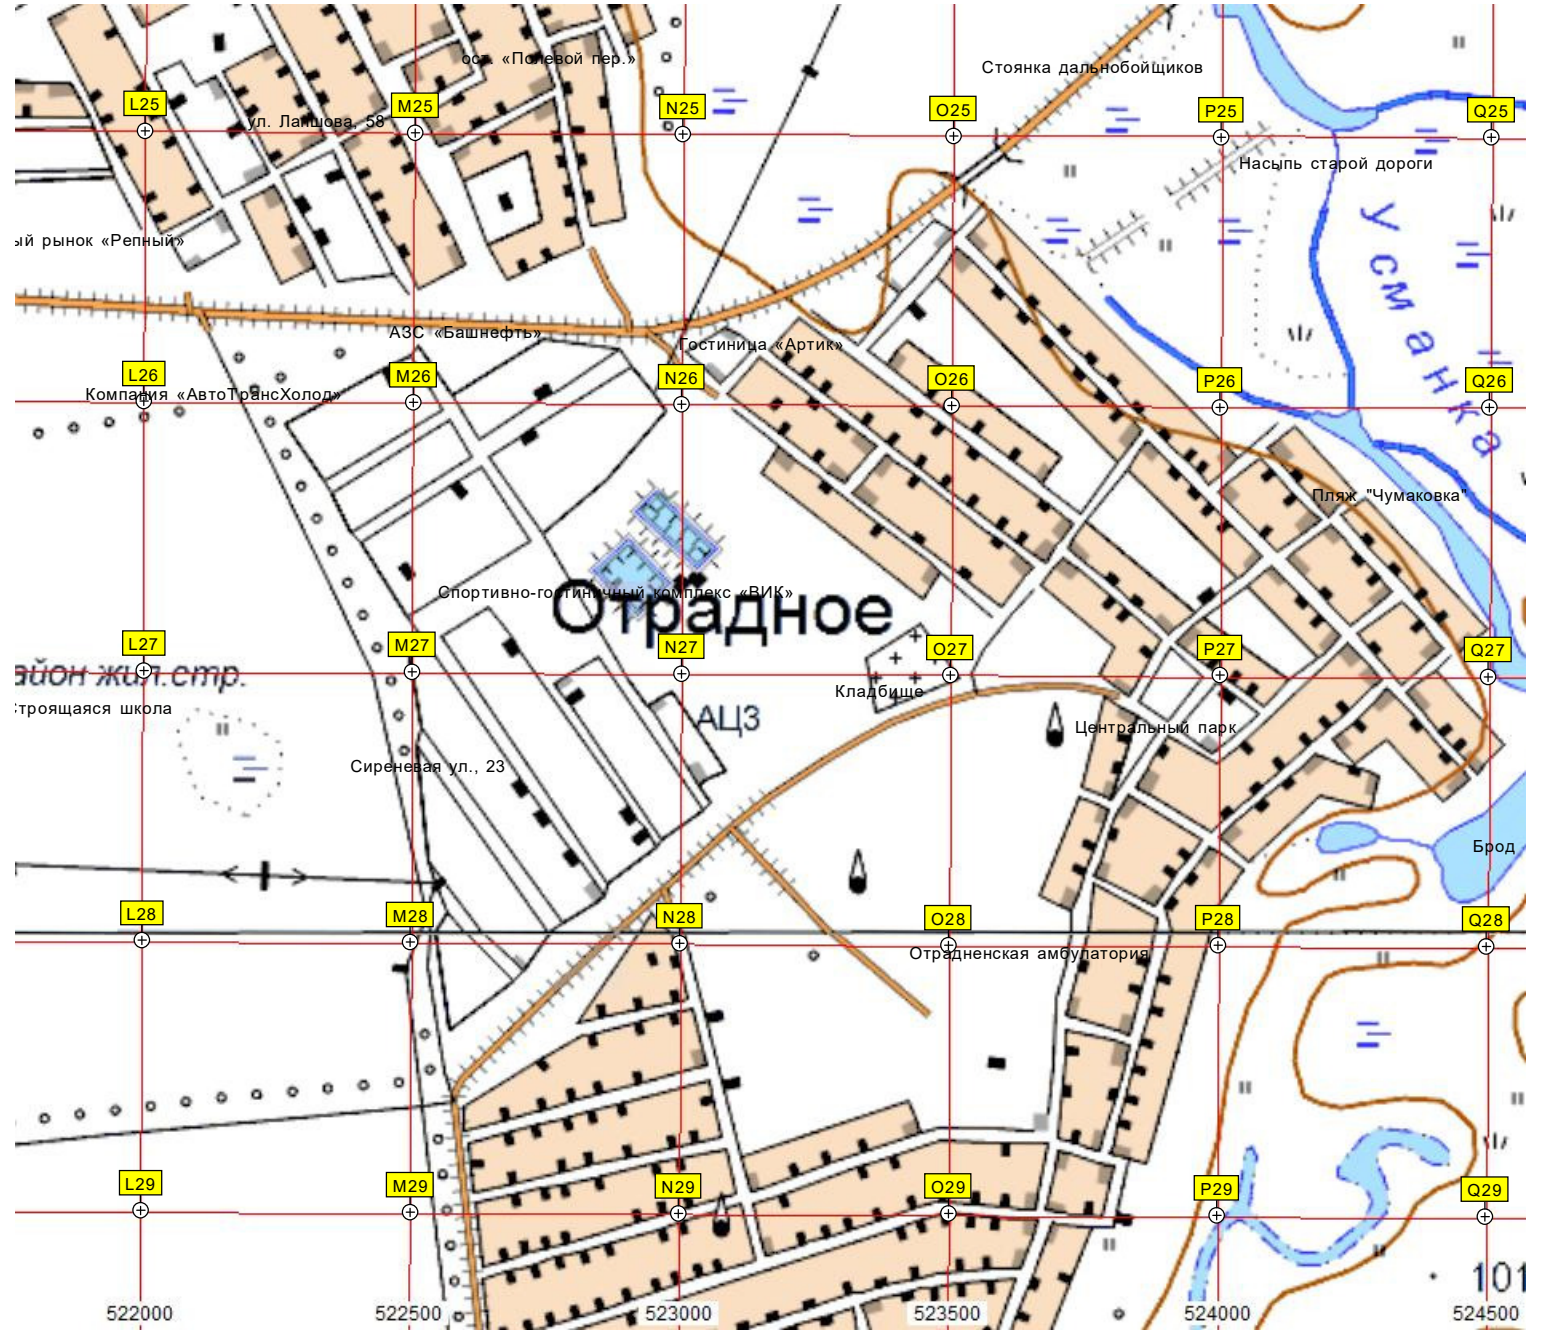 ост. «Полевой пер.»
Стоянка дальнобойщиков
L25
M25
N25
O25
P25
Q25
ул. Лапшова, 58
Насыпь старой дороги
ый рынок «Репный»
Усманка
АЗС «Башнефть»
Гостиница «Артик»
L26
M26
N26
O26
P26
Q26
Компания «АвтоТрансХолод»
Пляж "Чумаковка"
Спортивно-гостиничный комплекс «ВИК»
Отрадное
L27
M27
N27
O27
P27
Q27
айон жил.стр.
Кладбище
Строящаяся школа
АЦЗ
Центральный парк
Сиреневая ул., 23
Брод
L28
M28
N28
O28
P28
Q28
Отрадненская амбулатория
L29
M29
N29
O29
P29
Q29
101
522000
522500
523000
523500
524000
524500